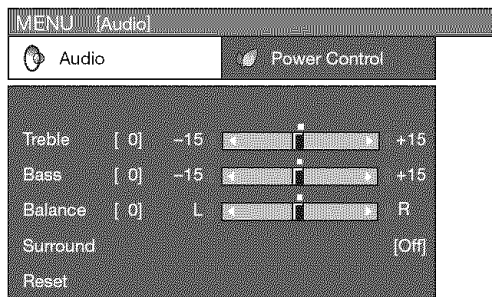 MENU [Audio]
Audio Power Control
Treble [ 0] −15 +15
Bass [ 0] −15 +15
Balance [ 0] L R
Surround [Off]
Reset